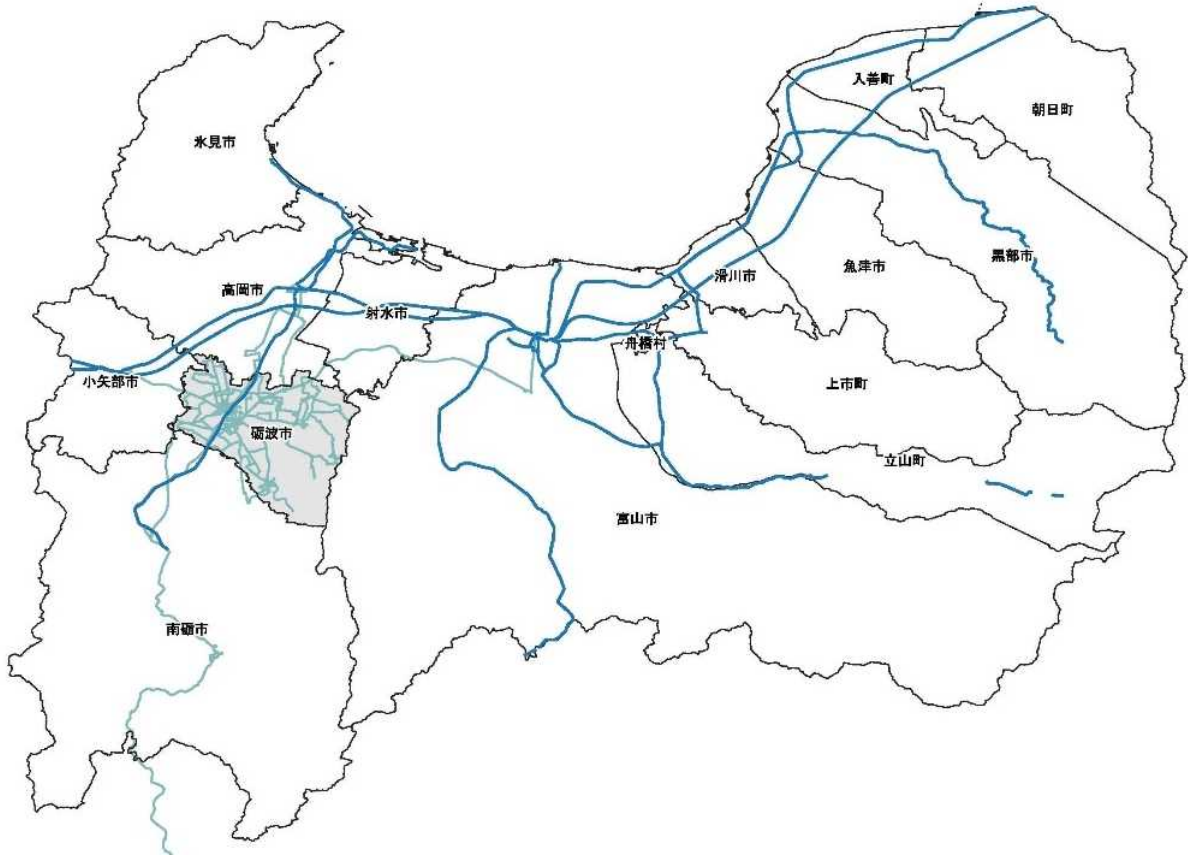 入善町
朝日町
氷見市
黒部市
魚津市
滑川市
高岡市
射水市
舟橋村
小矢部市
上市町
砺波市
立山町
富山市
南砺市